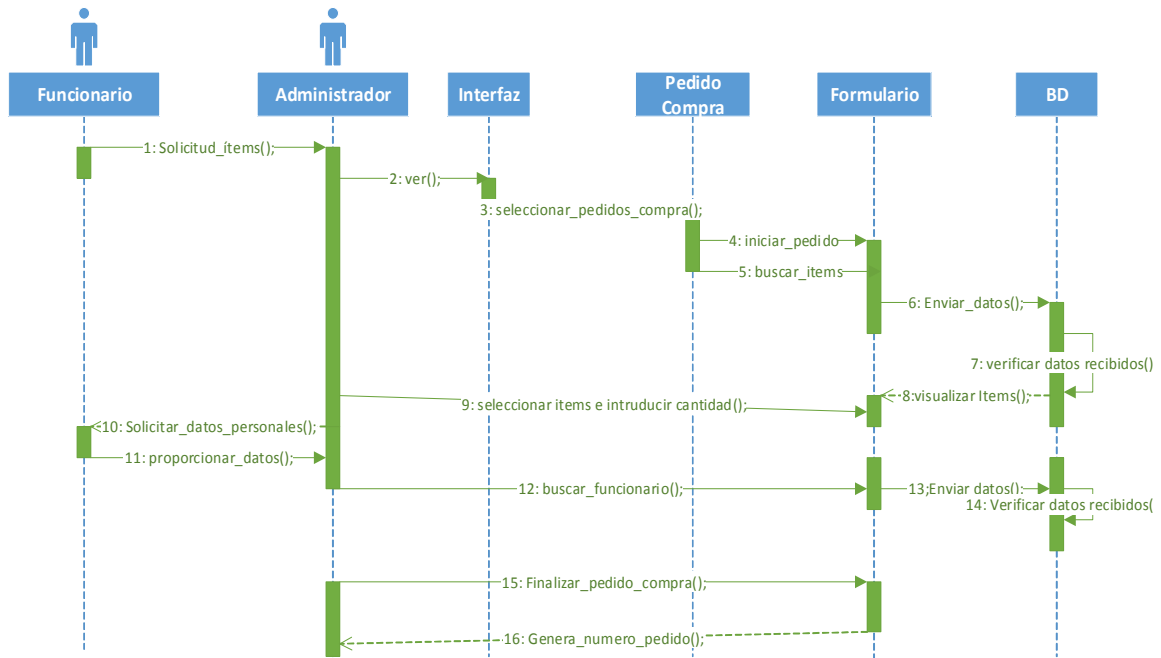 Funcionario
Administrador
Interfaz
Pedido
Compra
Formulario
BD
1: Solicitud_ítems();
2: ver();
3: seleccionar_pedidos_compra();
4: iniciar_pedido
5: buscar_items
6: Enviar_datos();
7: verificar datos recibidos()
8:visualizar Items();
9: seleccionar items e intruducir cantidad();
10: Solicitar_datos_personales();
11: proporcionar_datos();
12: buscar_funcionario();
13;Enviar datos();
14: Verificar datos recibidos(
15: Finalizar_pedido_compra();
16: Genera_numero_pedido();